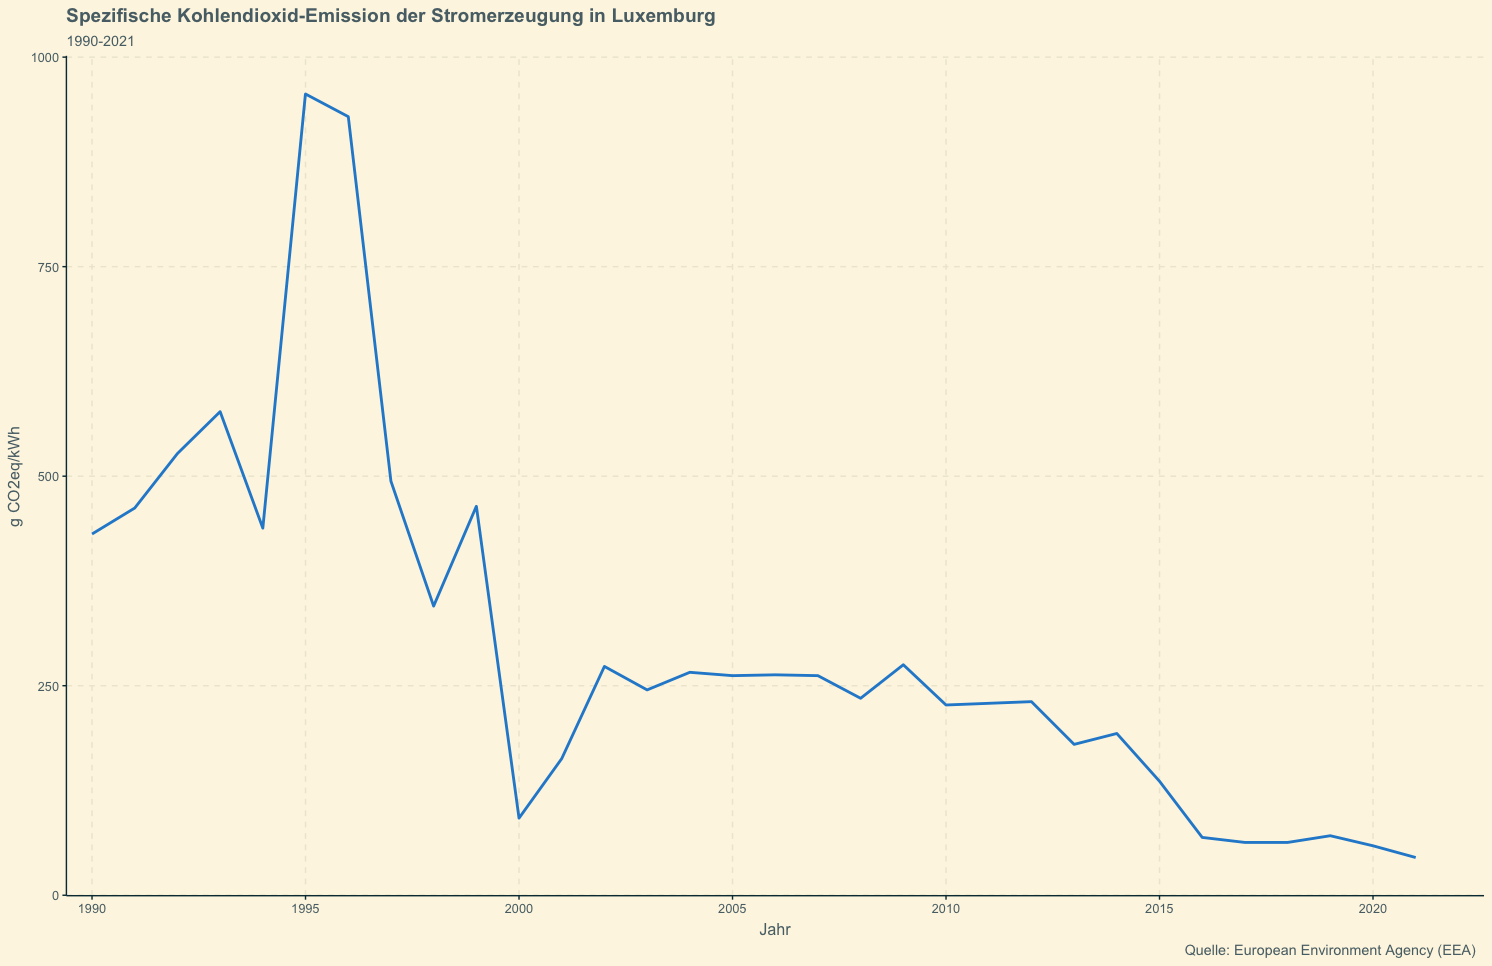 Spezifische Kohlendioxid-Emission der Stromerzeugung in Luxemburg
1990-2021
1000
750
500
250
0
g CO2eq/kWh
1990 1995 2000 2005 2010 2015 2020
Jahr
Quelle: European Environment Agency (EEA)